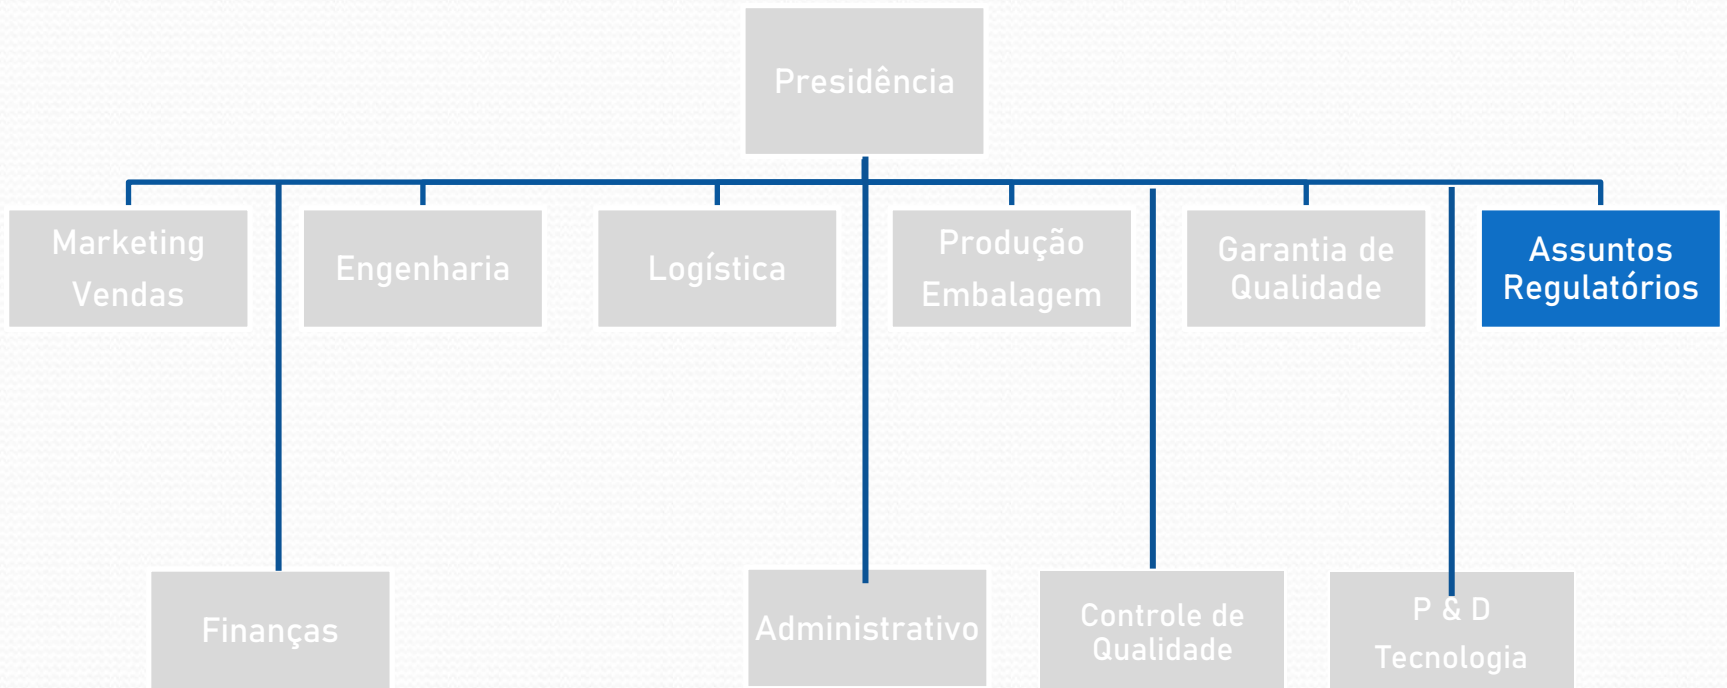 Presidência
Marketing
Vendas
Engenharia
Logística
Produção
Embalagem
Garantia de
Qualidade
Assuntos
Regulatórios
Finanças
Administrativo
Controle de
Qualidade
P & D
Tecnologia